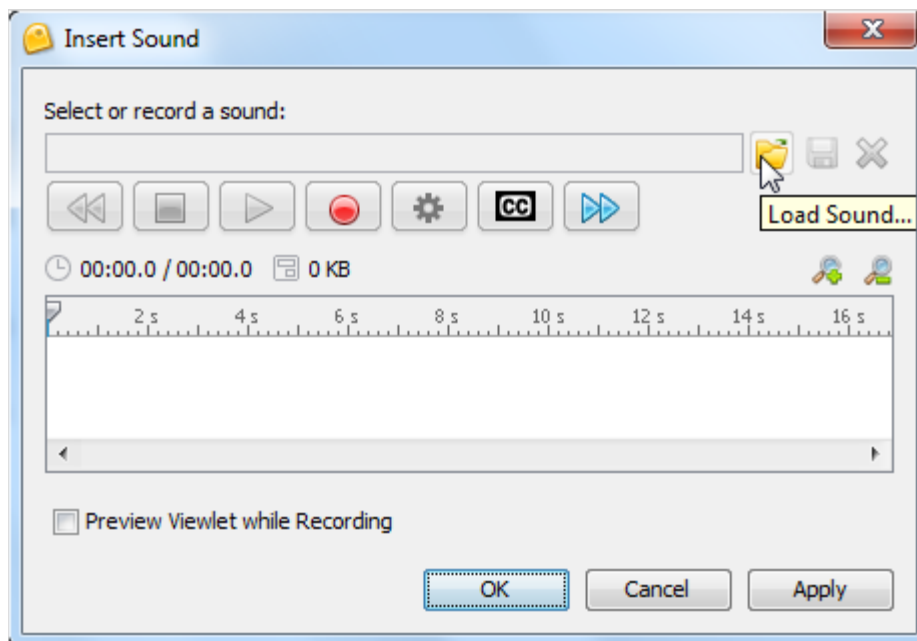 Insert Sound
Select or record a sound:
CC
Load Sound...
00:00.0 / 00:00.0 0 KB
2 s 4 s 6 s 8 s 10 s 12 s 14 s 16 s
Preview Viewlet while Recording
OK Cancel Apply